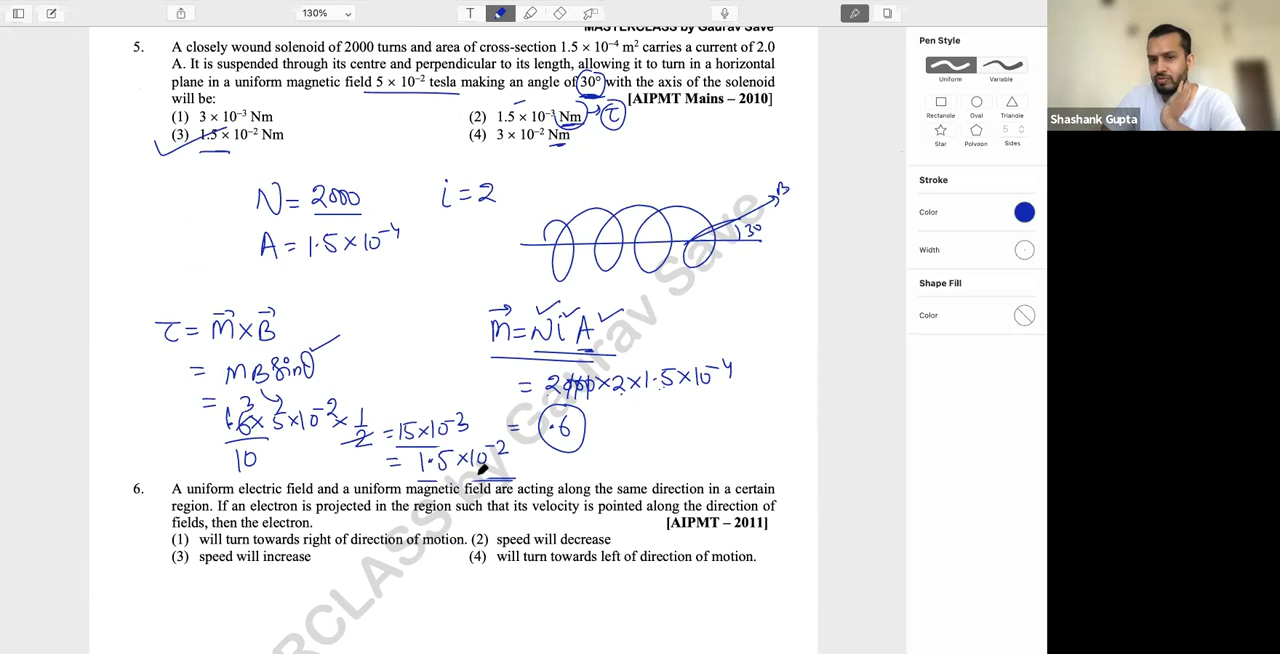 130%
T
MASTERCLASS by Gaurav Save
5. A closely wound solenoid of 2000 turns and area of cross-section 1.5 × 10⁻⁴ m² carries a current of 2.0
A. It is suspended through its centre and perpendicular to its length, allowing it to turn in a horizontal
plane in a uniform magnetic field 5 × 10⁻² tesla making an angle of 30° with the axis of the solenoid
will be: [AIPMT Mains – 2010]
(1) 3 × 10⁻³ Nm (2) 1.5 × 10⁻³ Nm → τ
(3) 1.5 × 10⁻² Nm (4) 3 × 10⁻² Nm
N = 2000 i = 2
A = 1.5 × 10⁻⁴
B
30
τ = M × B
= MB sinθ
M = NiA
= 2000 × 2 × 1.5 × 10⁻⁴
= .6
= .6 × 5 × 10⁻² × 1/2 = 15 × 10⁻³
10
= 1.5 × 10⁻²
6. A uniform electric field and a uniform magnetic field are acting along the same direction in a certain
region. If an electron is projected in the region such that its velocity is pointed along the direction of
fields, then the electron. [AIPMT – 2011]
(1) will turn towards right of direction of motion. (2) speed will decrease
(3) speed will increase (4) will turn towards left of direction of motion.
RCLASS by Gaurav Save
Pen Style
Uniform Variable
Rectangle Oval Triangle
5
Star Polygon Sides
Stroke
Color
Width
Shape Fill
Color
Shashank Gupta